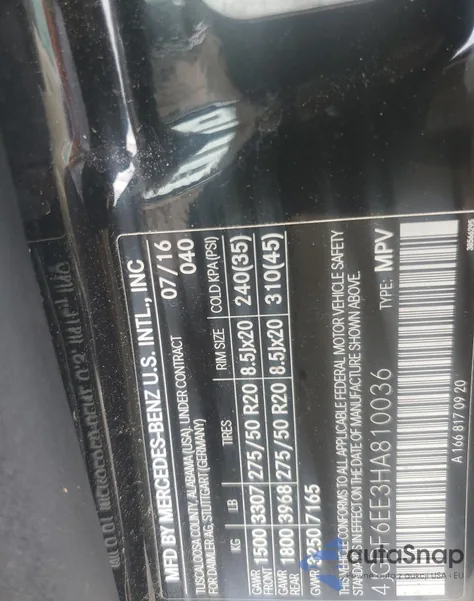 MFD BY MERCEDES-BENZ U.S. INTL., INC
TUSCALOOSA COUNTY, ALABAMA (USA), UNDER CONTRACT
FOR DAIMLER AG, STUTTGART (GERMANY)
07/16
040
KG LB TIRES RIM SIZE COLD KPA (PSI)
GAWR FRONT 1500 3307 275/50 R20 8.5Jx20 240(35)
GAWR REAR 1800 3968 275/50 R20 8.5Jx20 310(45)
GVWR 3250 7165
THIS VEHICLE CONFORMS TO ALL APPLICABLE FEDERAL MOTOR VEHICLE SAFETY
STANDARDS IN EFFECT ON THE DATE OF MANUFACTURE SHOWN ABOVE.
4JGDF6EE3HA810036 TYPE: MPV
A 166 817 09 20
autoSnap
autoSnap